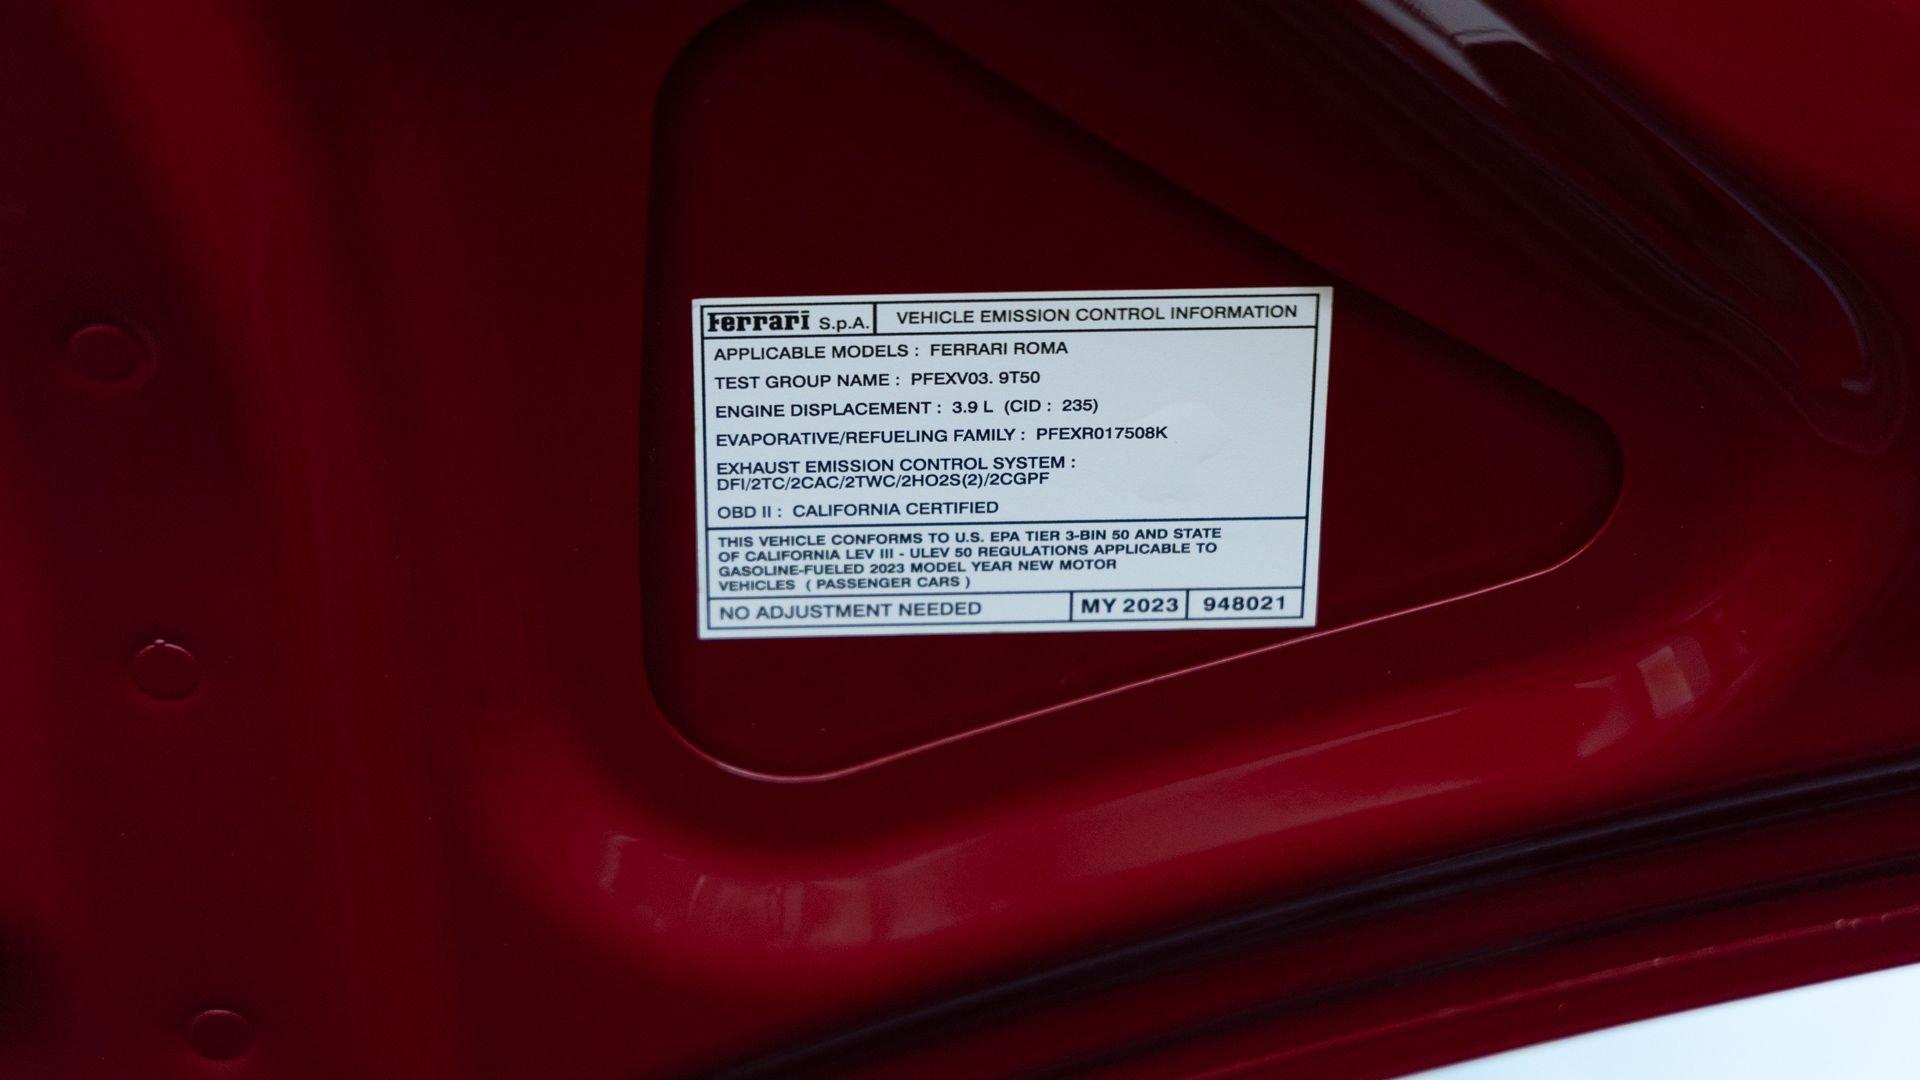 Ferrari S.p.A. VEHICLE EMISSION CONTROL INFORMATION
APPLICABLE MODELS : FERRARI ROMA
TEST GROUP NAME : PFEXV03. 9T50
ENGINE DISPLACEMENT : 3.9 L (CID : 235)
EVAPORATIVE/REFUELING FAMILY : PFEXR017508K
EXHAUST EMISSION CONTROL SYSTEM :
DFI/2TC/2CAC/2TWC/2HO2S(2)/2CGPF
OBD II : CALIFORNIA CERTIFIED
THIS VEHICLE CONFORMS TO U.S. EPA TIER 3-BIN 50 AND STATE
OF CALIFORNIA LEV III - ULEV 50 REGULATIONS APPLICABLE TO
GASOLINE-FUELED 2023 MODEL YEAR NEW MOTOR
VEHICLES ( PASSENGER CARS )
NO ADJUSTMENT NEEDED MY 2023 948021